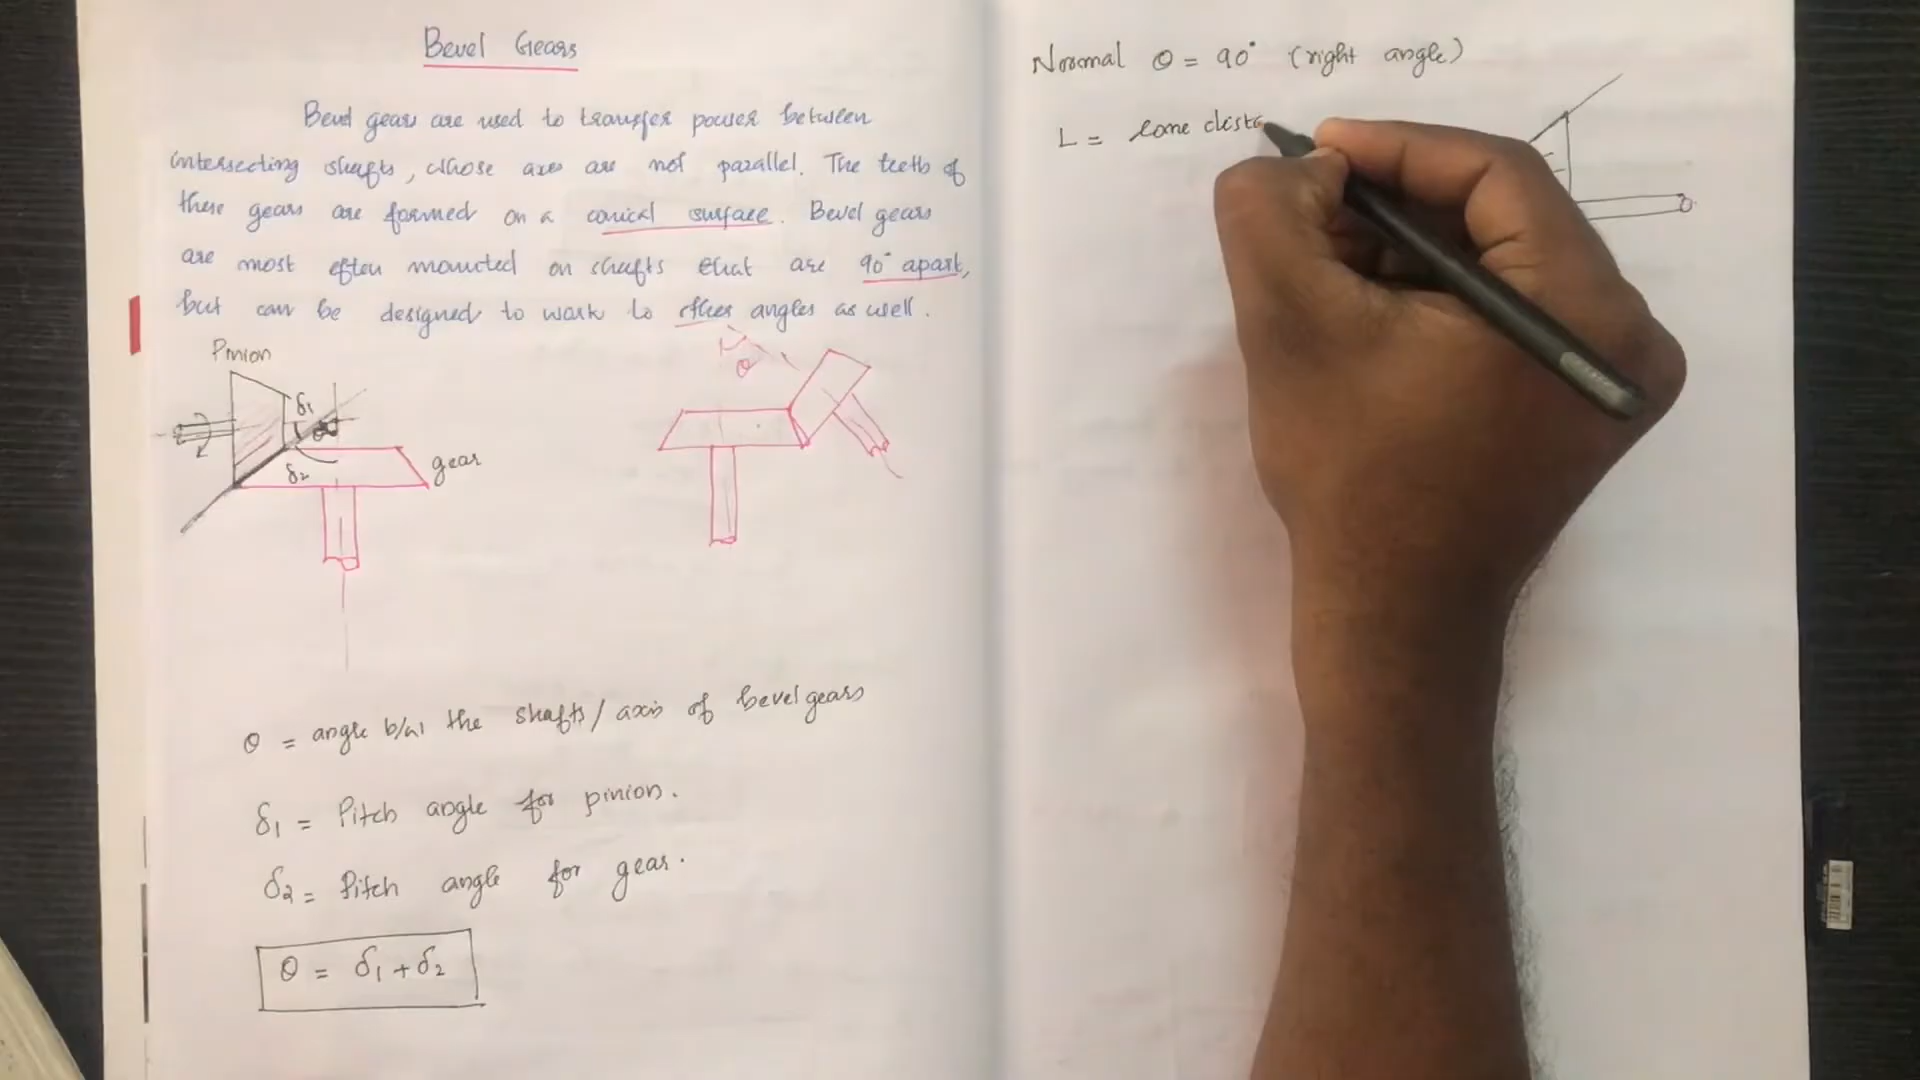 Bevel Gears
Bevel gears are used to transfer power between
intersecting shafts, whose axes are not parallel. The teeth of
these gears are formed on a conical surface. Bevel gears
are most often mounted on shafts that are 90° apart,
but can be designed to work to other angles as well.
Pinion
δ1
δ2
gear
θ
θ = angle b/w the shafts / axis of bevel gears
δ1 = Pitch angle for pinion.
δ2 = Pitch angle for gear.
θ = δ1 + δ2
Normal θ = 90° (right angle)
L = cone dista